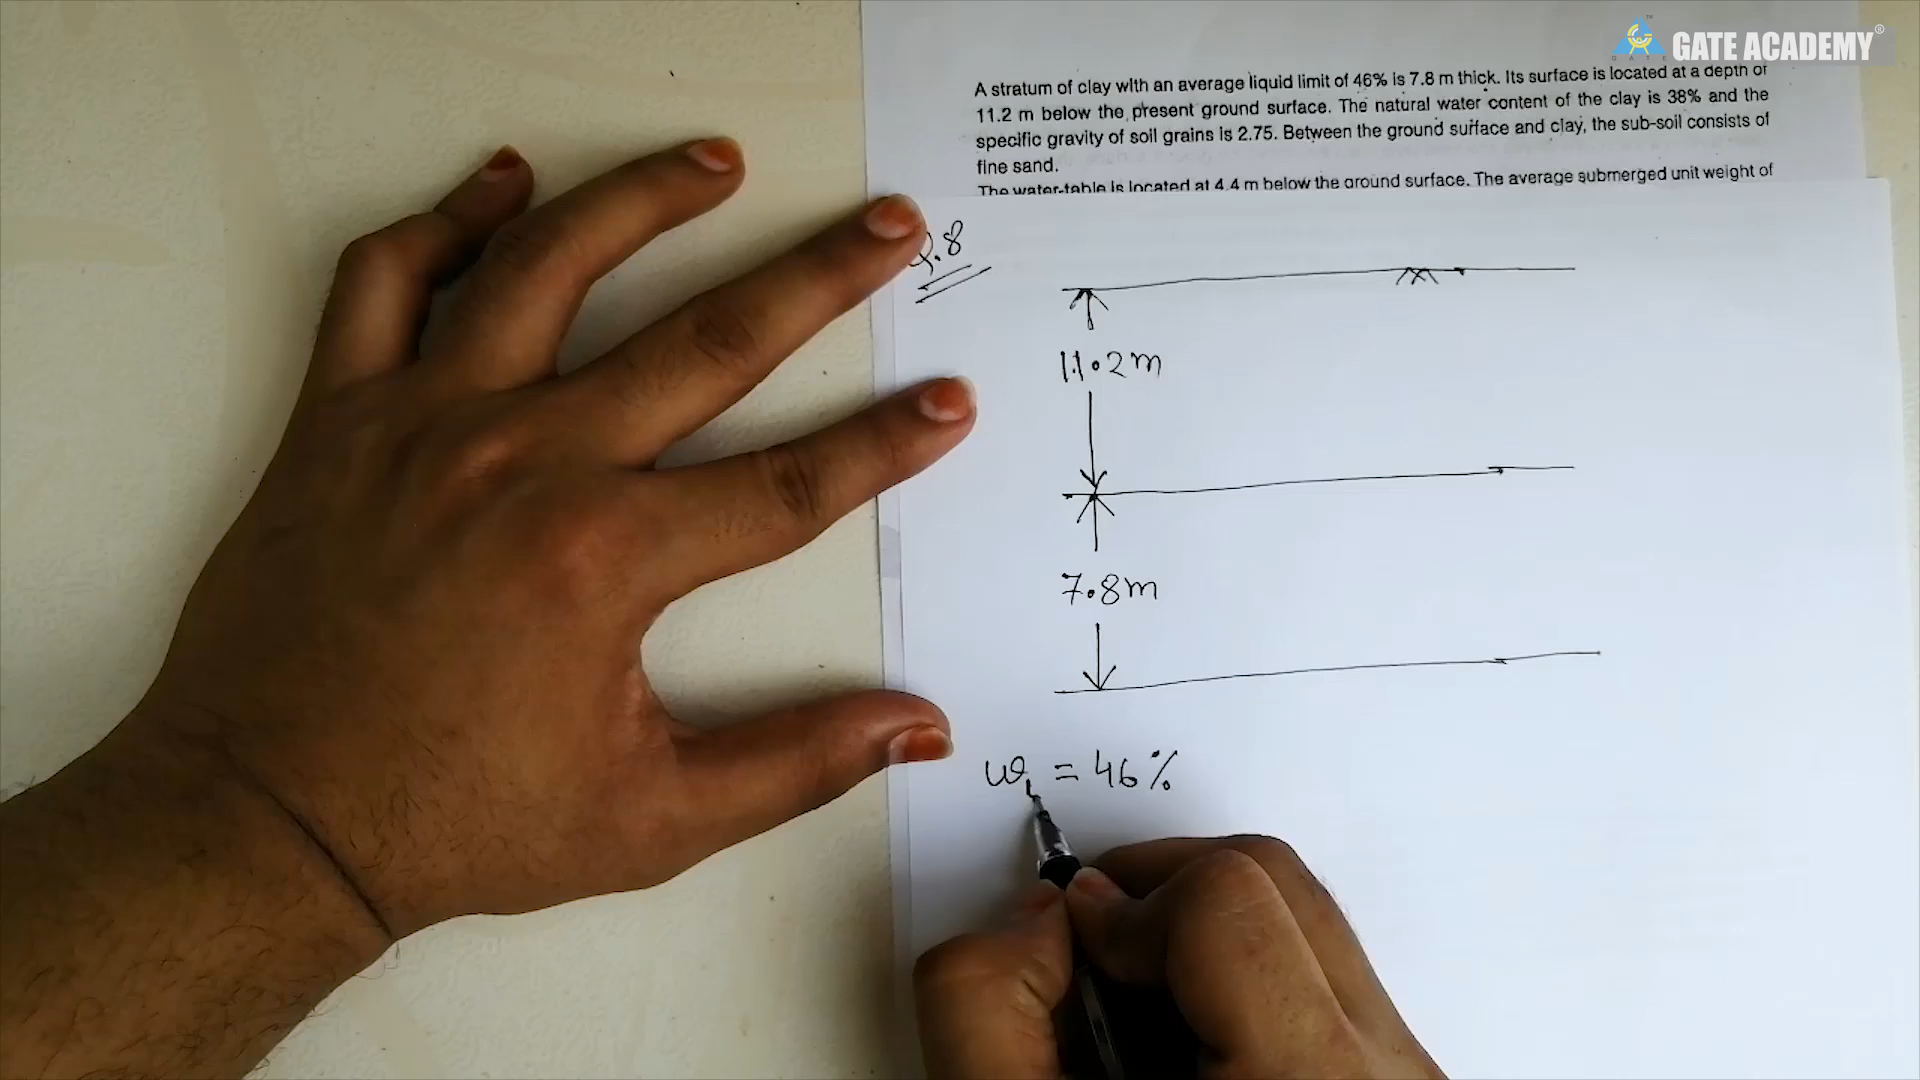 GATE ACADEMY
A stratum of clay with an average liquid limit of 46% is 7.8 m thick. Its surface is located at a depth of
11.2 m below the present ground surface. The natural water content of the clay is 38% and the
specific gravity of soil grains is 2.75. Between the ground surface and clay, the sub-soil consists of
fine sand.
The water-table is located at 4.4 m below the ground surface. The average submerged unit weight of
.8
11.2m
7.8m
w = 46%